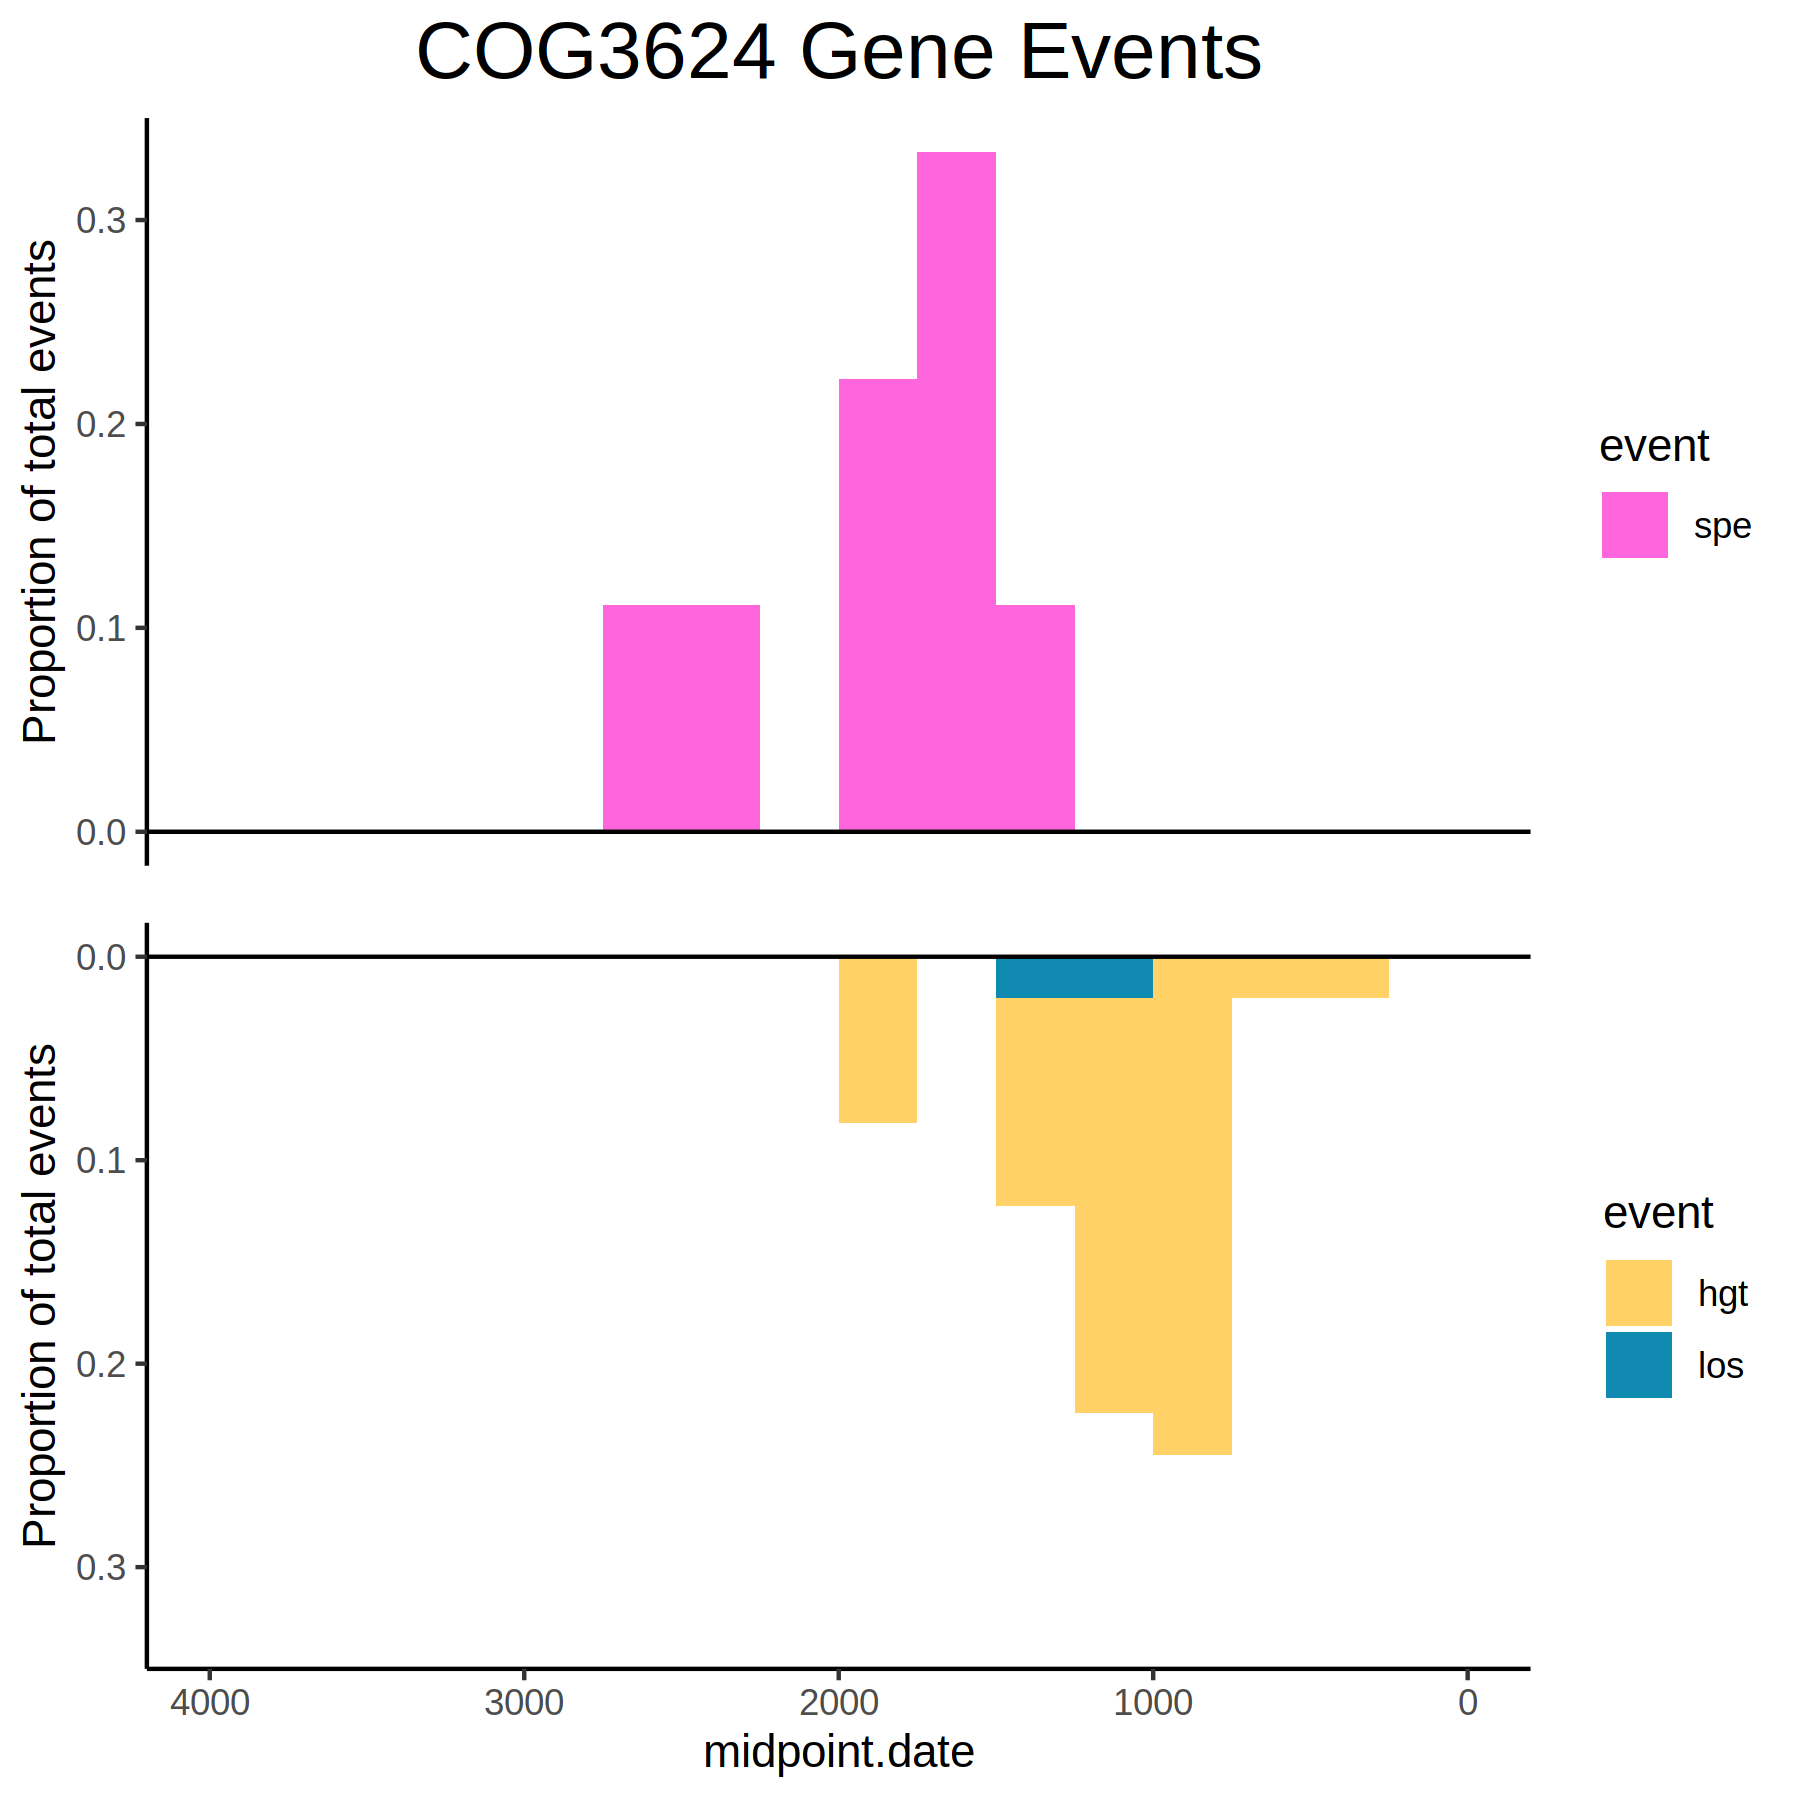 COG3624 Gene Events
Proportion of total events
0.3
0.2
0.1
0.0
event
spe
Proportion of total events
0.0
0.1
0.2
0.3
event
hgt
los
4000 3000 2000 1000 0
midpoint.date